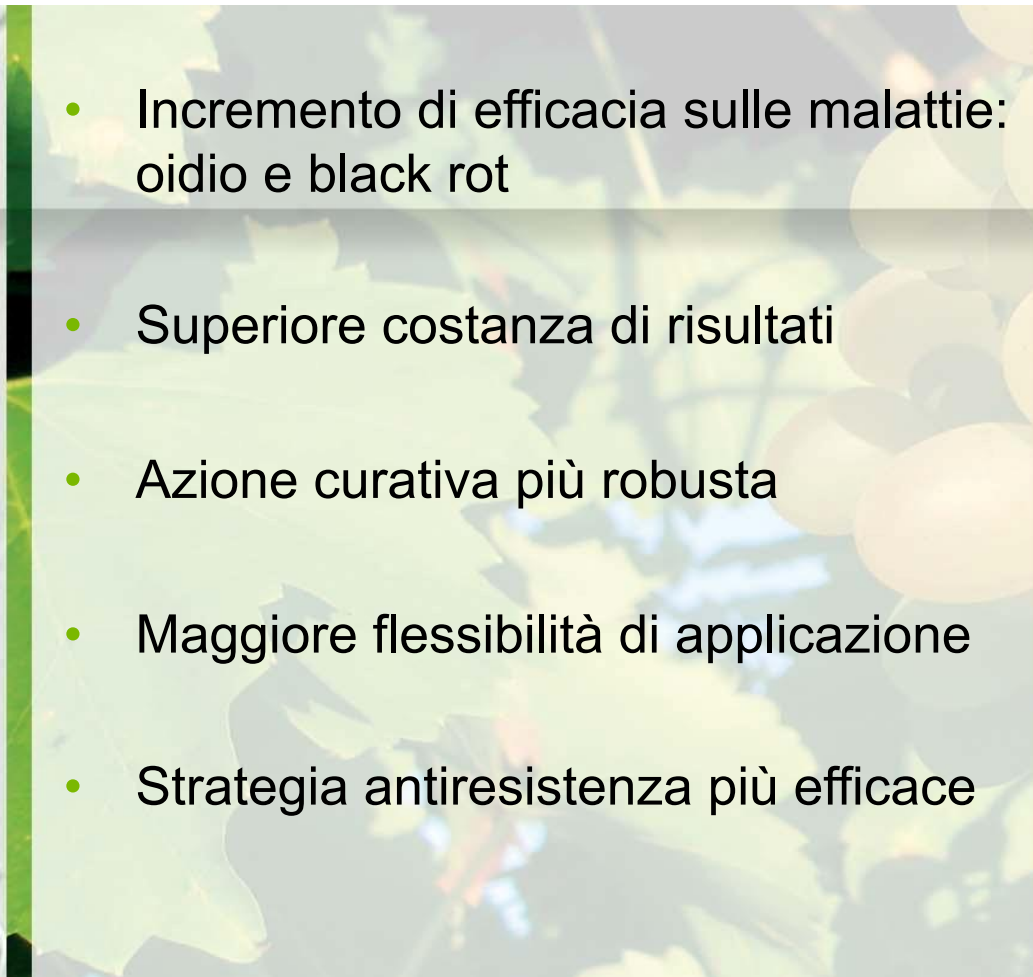 • Incremento di efficacia sulle malattie:
oidio e black rot
• Superiore costanza di risultati
• Azione curativa più robusta
• Maggiore flessibilità di applicazione
• Strategia antiresistenza più efficace